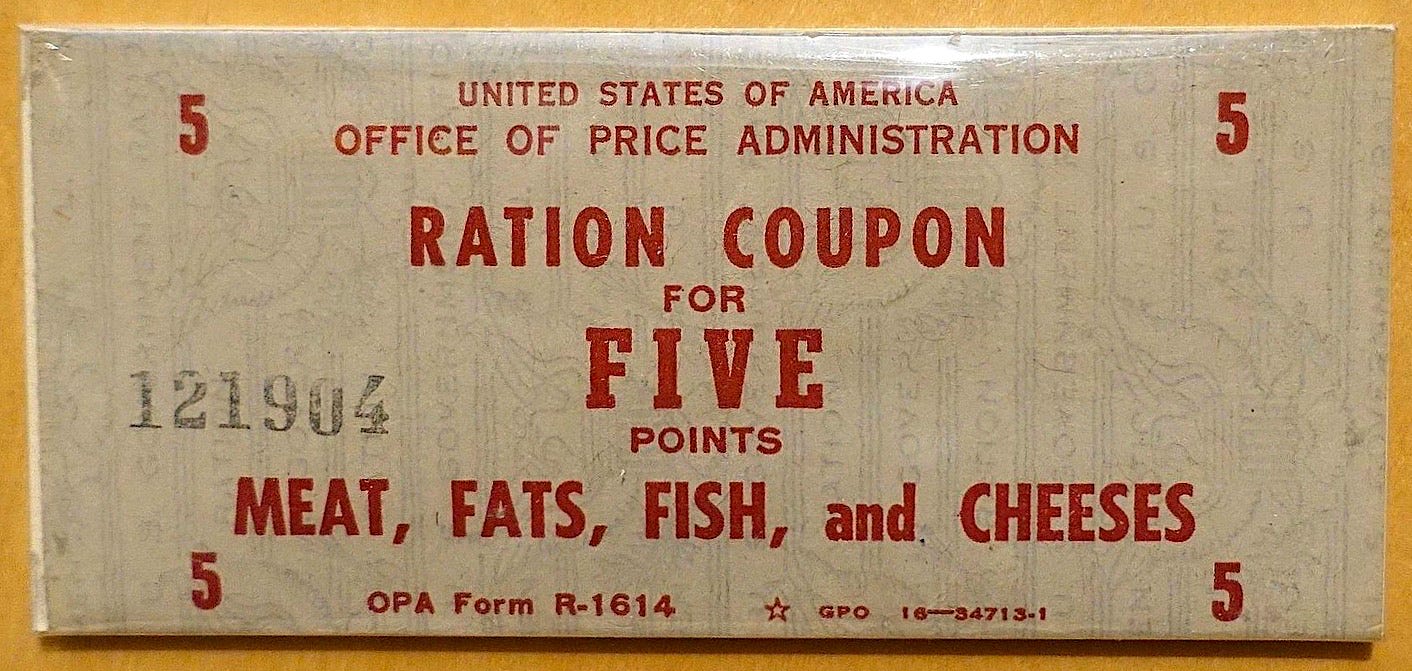 UNITED STATES OF AMERICA
5 OFFICE OF PRICE ADMINISTRATION 5
RATION COUPON
FOR
FIVE
121904
POINTS
MEAT, FATS, FISH, and CHEESES
5 OPA Form R-1614 ☆ GPO 16—34713-1 5